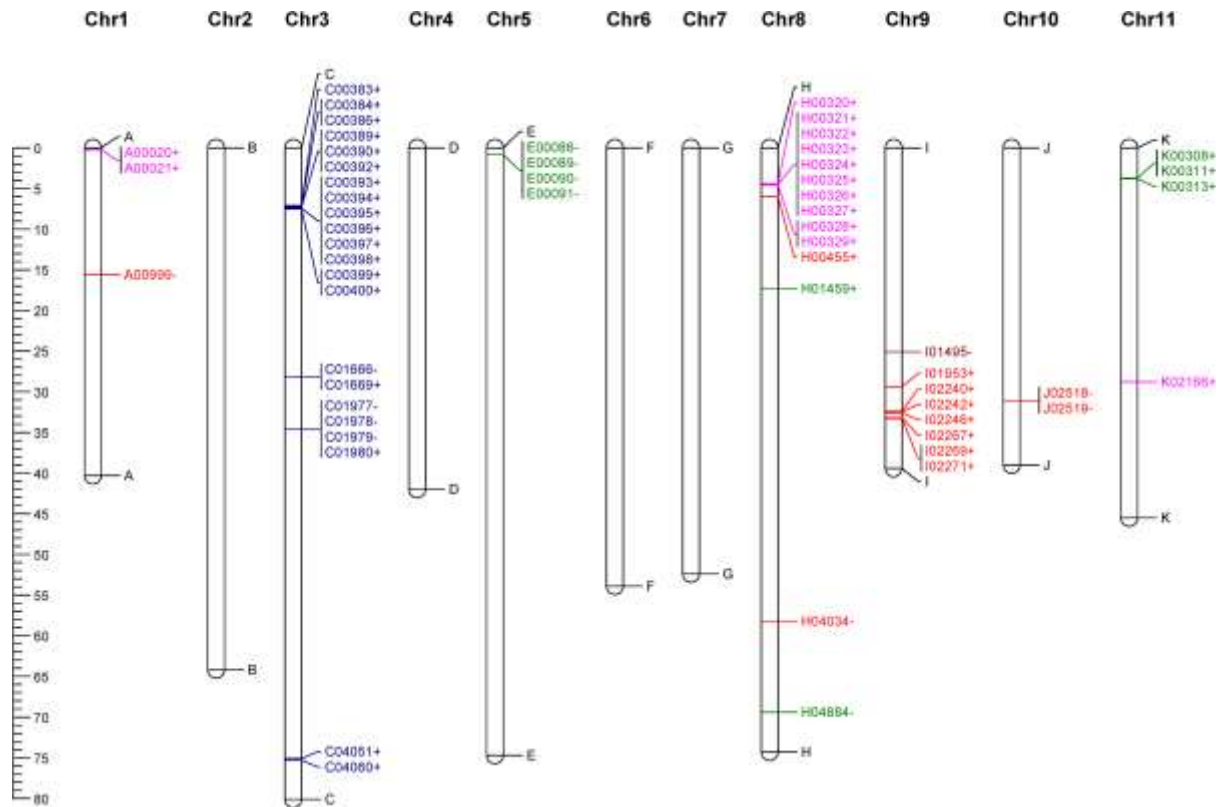 Chr1 Chr2 Chr3 Chr4 Chr5 Chr6 Chr7 Chr8 Chr9 Chr10 Chr11
0
5
10
15
20
25
30
35
40
45
50
55
60
65
70
75
80
A
A00020+
A00021+
A00996-
A
B
B
C
C00383+
C00384+
C00386+
C00389+
C00390+
C00392+
C00393+
C00394+
C00395+
C00396+
C00397+
C00398+
C00399+
C00400+
C01666-
C01669+
C01977-
C01978-
C01979-
C01980+
C04051+
C04060+
C
D
D
E
E00088-
E00089-
E00090-
E00091-
E
F
F
G
G
H
H00320+
H00321+
H00322+
H00323+
H00324+
H00325+
H00326+
H00327+
H00328+
H00329+
H00455+
H01459+
H04034-
H04884-
H
I
I01495-
I01953+
I02240+
I02242+
I02246+
I02267+
I02269+
I02271+
I
J
J02518-
J02519-
J
K
K00308+
K00311+
K00313+
K02166+
K